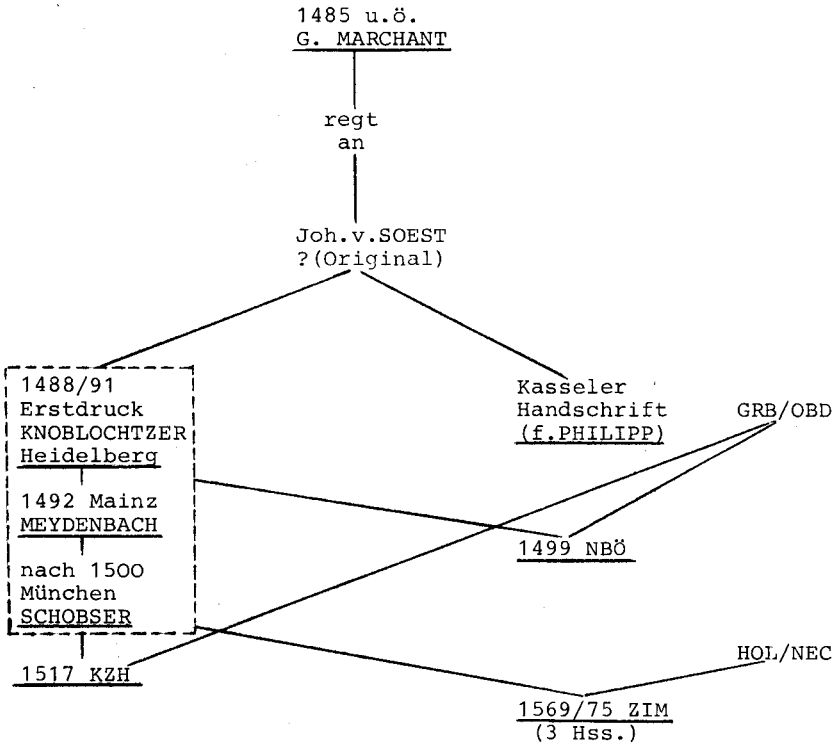 1485 u.ö.
G. MARCHANT
regt
an
Joh.v.SOEST
?(Original)
1488/91
Erstdruck
KNOBLOCHTZER
Heidelberg
1492 Mainz
MEYDENBACH
nach 1500
München
SCHOBSER
1517 KZH
Kasseler
Handschrift
(f.PHILIPP)
GRB/OBD
1499 NBÖ
HOL/NEC
1569/75 ZIM
(3 Hss.)